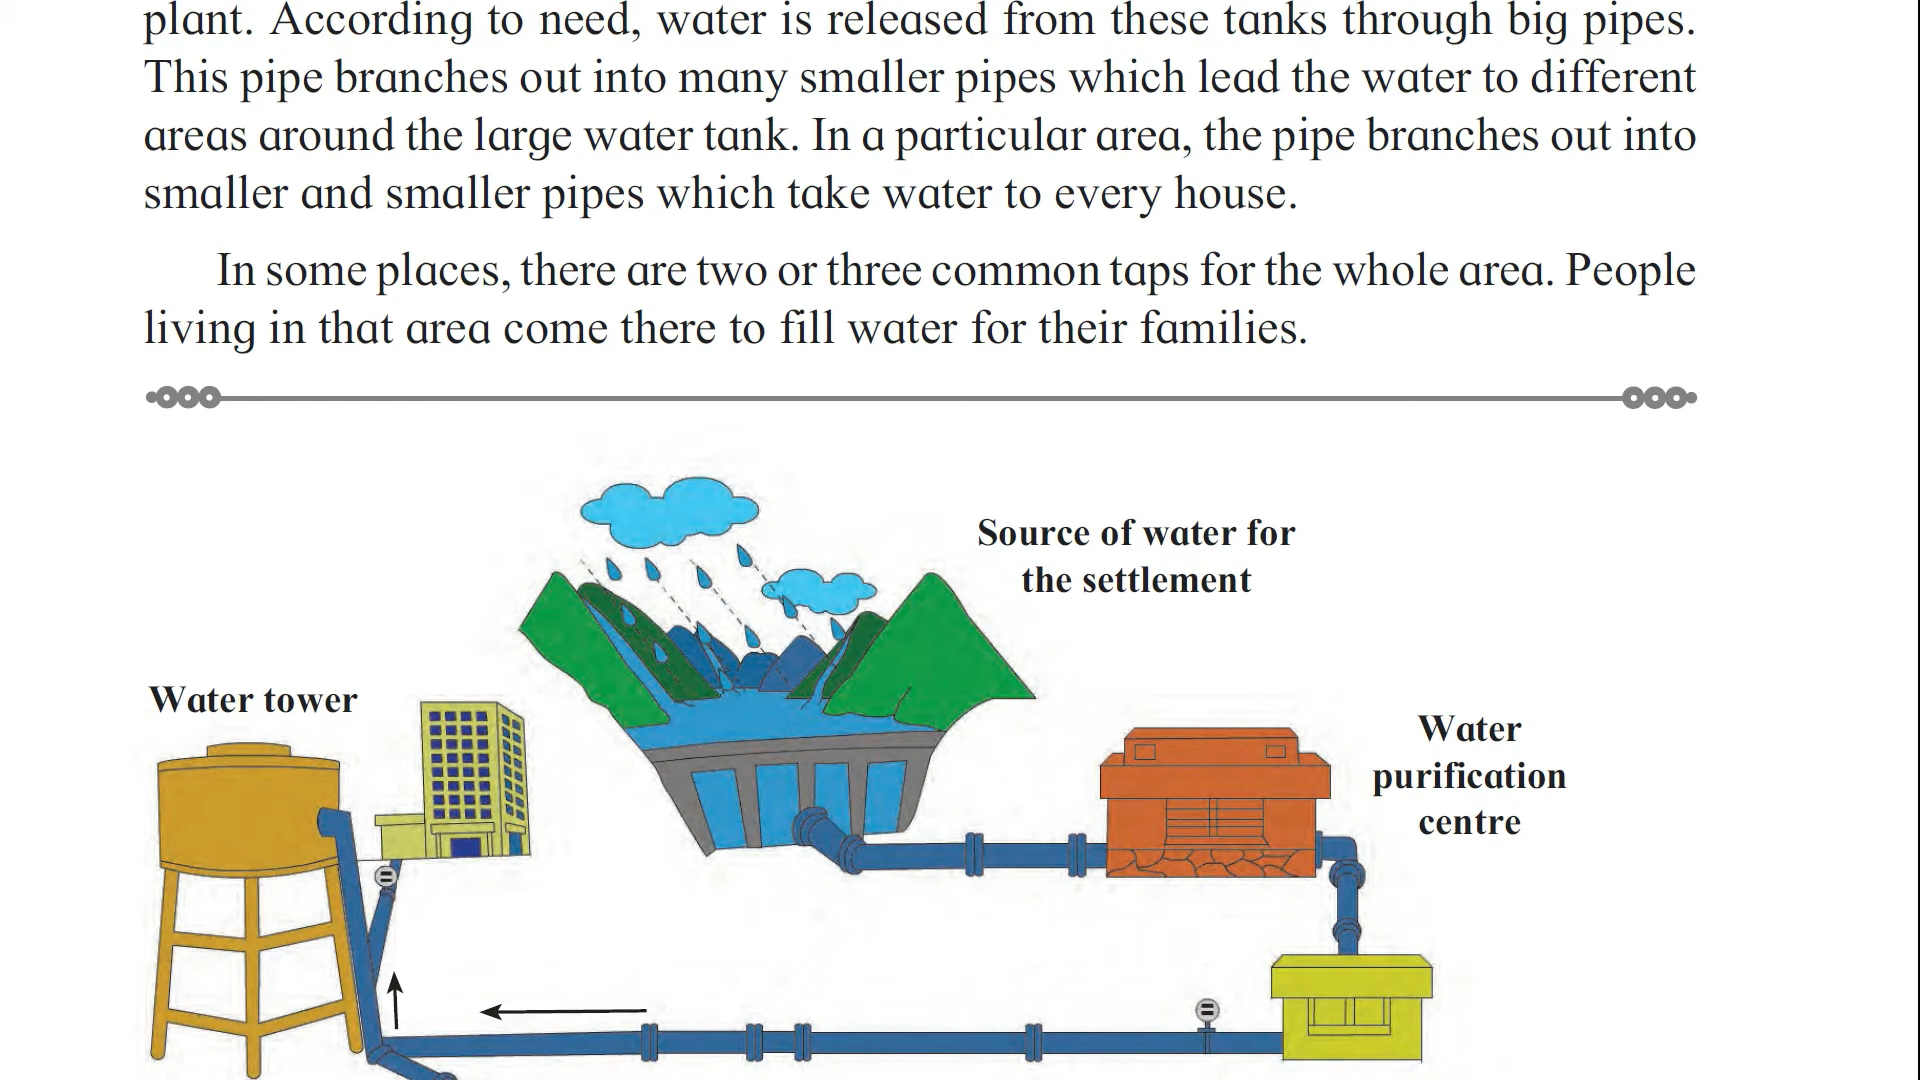 plant. According to need, water is released from these tanks through big pipes.
This pipe branches out into many smaller pipes which lead the water to different
areas around the large water tank. In a particular area, the pipe branches out into
smaller and smaller pipes which take water to every house.
In some places, there are two or three common taps for the whole area. People
living in that area come there to fill water for their families.
Source of water for
the settlement
Water tower
Water
purification
centre